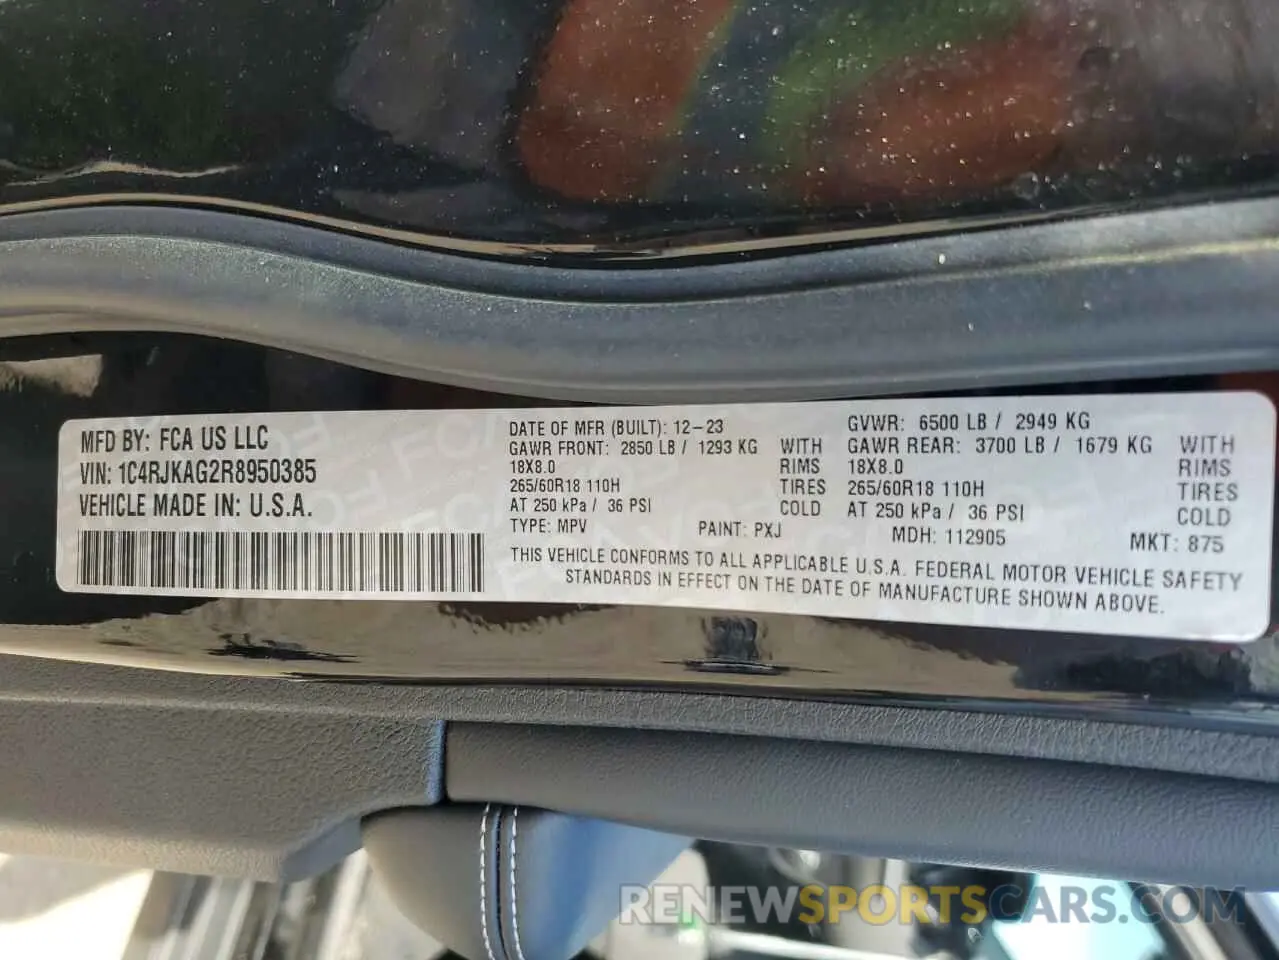 MFD BY: FCA US LLC
VIN: 1C4RJKAG2R8950385
VEHICLE MADE IN: U.S.A.
DATE OF MFR (BUILT): 12-23
GVWR: 6500 LB / 2949 KG
GAWR FRONT: 2850 LB / 1293 KG WITH
18X8.0 RIMS
265/60R18 110H TIRES
AT 250 kPa / 36 PSI COLD
GAWR REAR: 3700 LB / 1679 KG WITH
18X8.0 RIMS
265/60R18 110H TIRES
AT 250 kPa / 36 PSI COLD
TYPE: MPV PAINT: PXJ MDH: 112905 MKT: 875
THIS VEHICLE CONFORMS TO ALL APPLICABLE U.S.A. FEDERAL MOTOR VEHICLE SAFETY
STANDARDS IN EFFECT ON THE DATE OF MANUFACTURE SHOWN ABOVE.
RENEWSPORTSCARS.COM